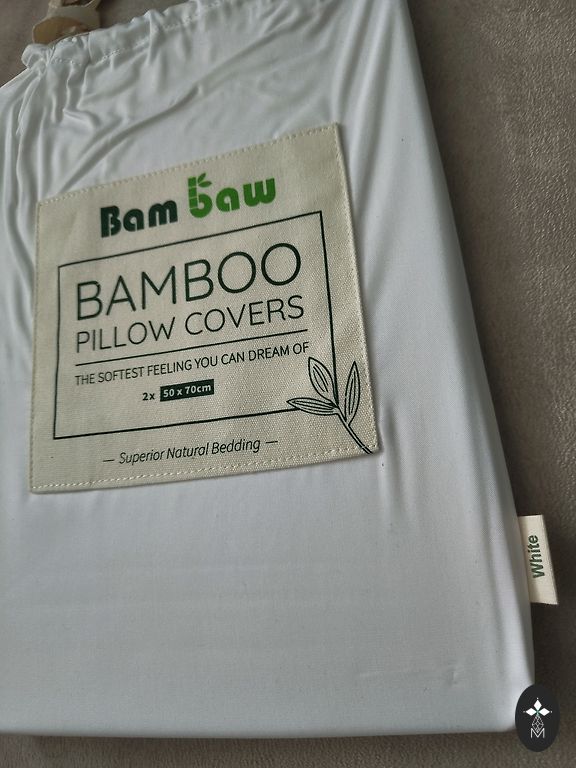 Bam baw
BAMBOO
PILLOW COVERS
THE SOFTEST FEELING YOU CAN DREAM OF
2x 50 x 70cm
— Superior Natural Bedding —
White
M